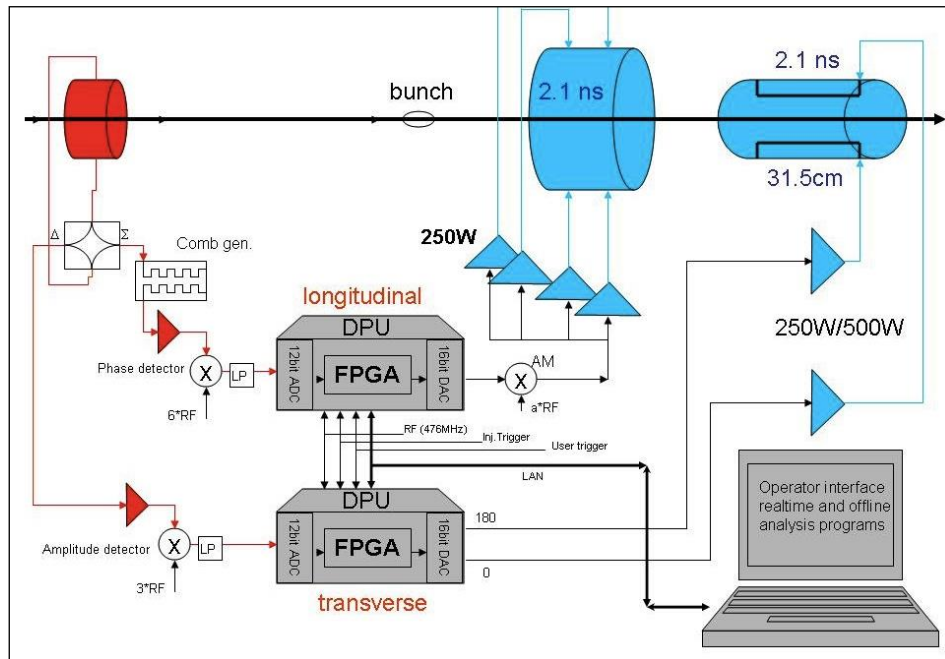 bunch
2.1 ns
2.1 ns
31.5cm
Δ
Σ
Comb gen.
250W
longitudinal
DPU
12bit ADC
FPGA
16bit DAC
Phase detector
X
LP
6*RF
AM
X
a*RF
250W/500W
RF (476MHz)
Inj.Trigger
User trigger
LAN
DPU
12bit ADC
FPGA
16bit DAC
180
0
Amplitude detector
X
LP
3*RF
transverse
Operator interface
realtime and offline
analysis programs